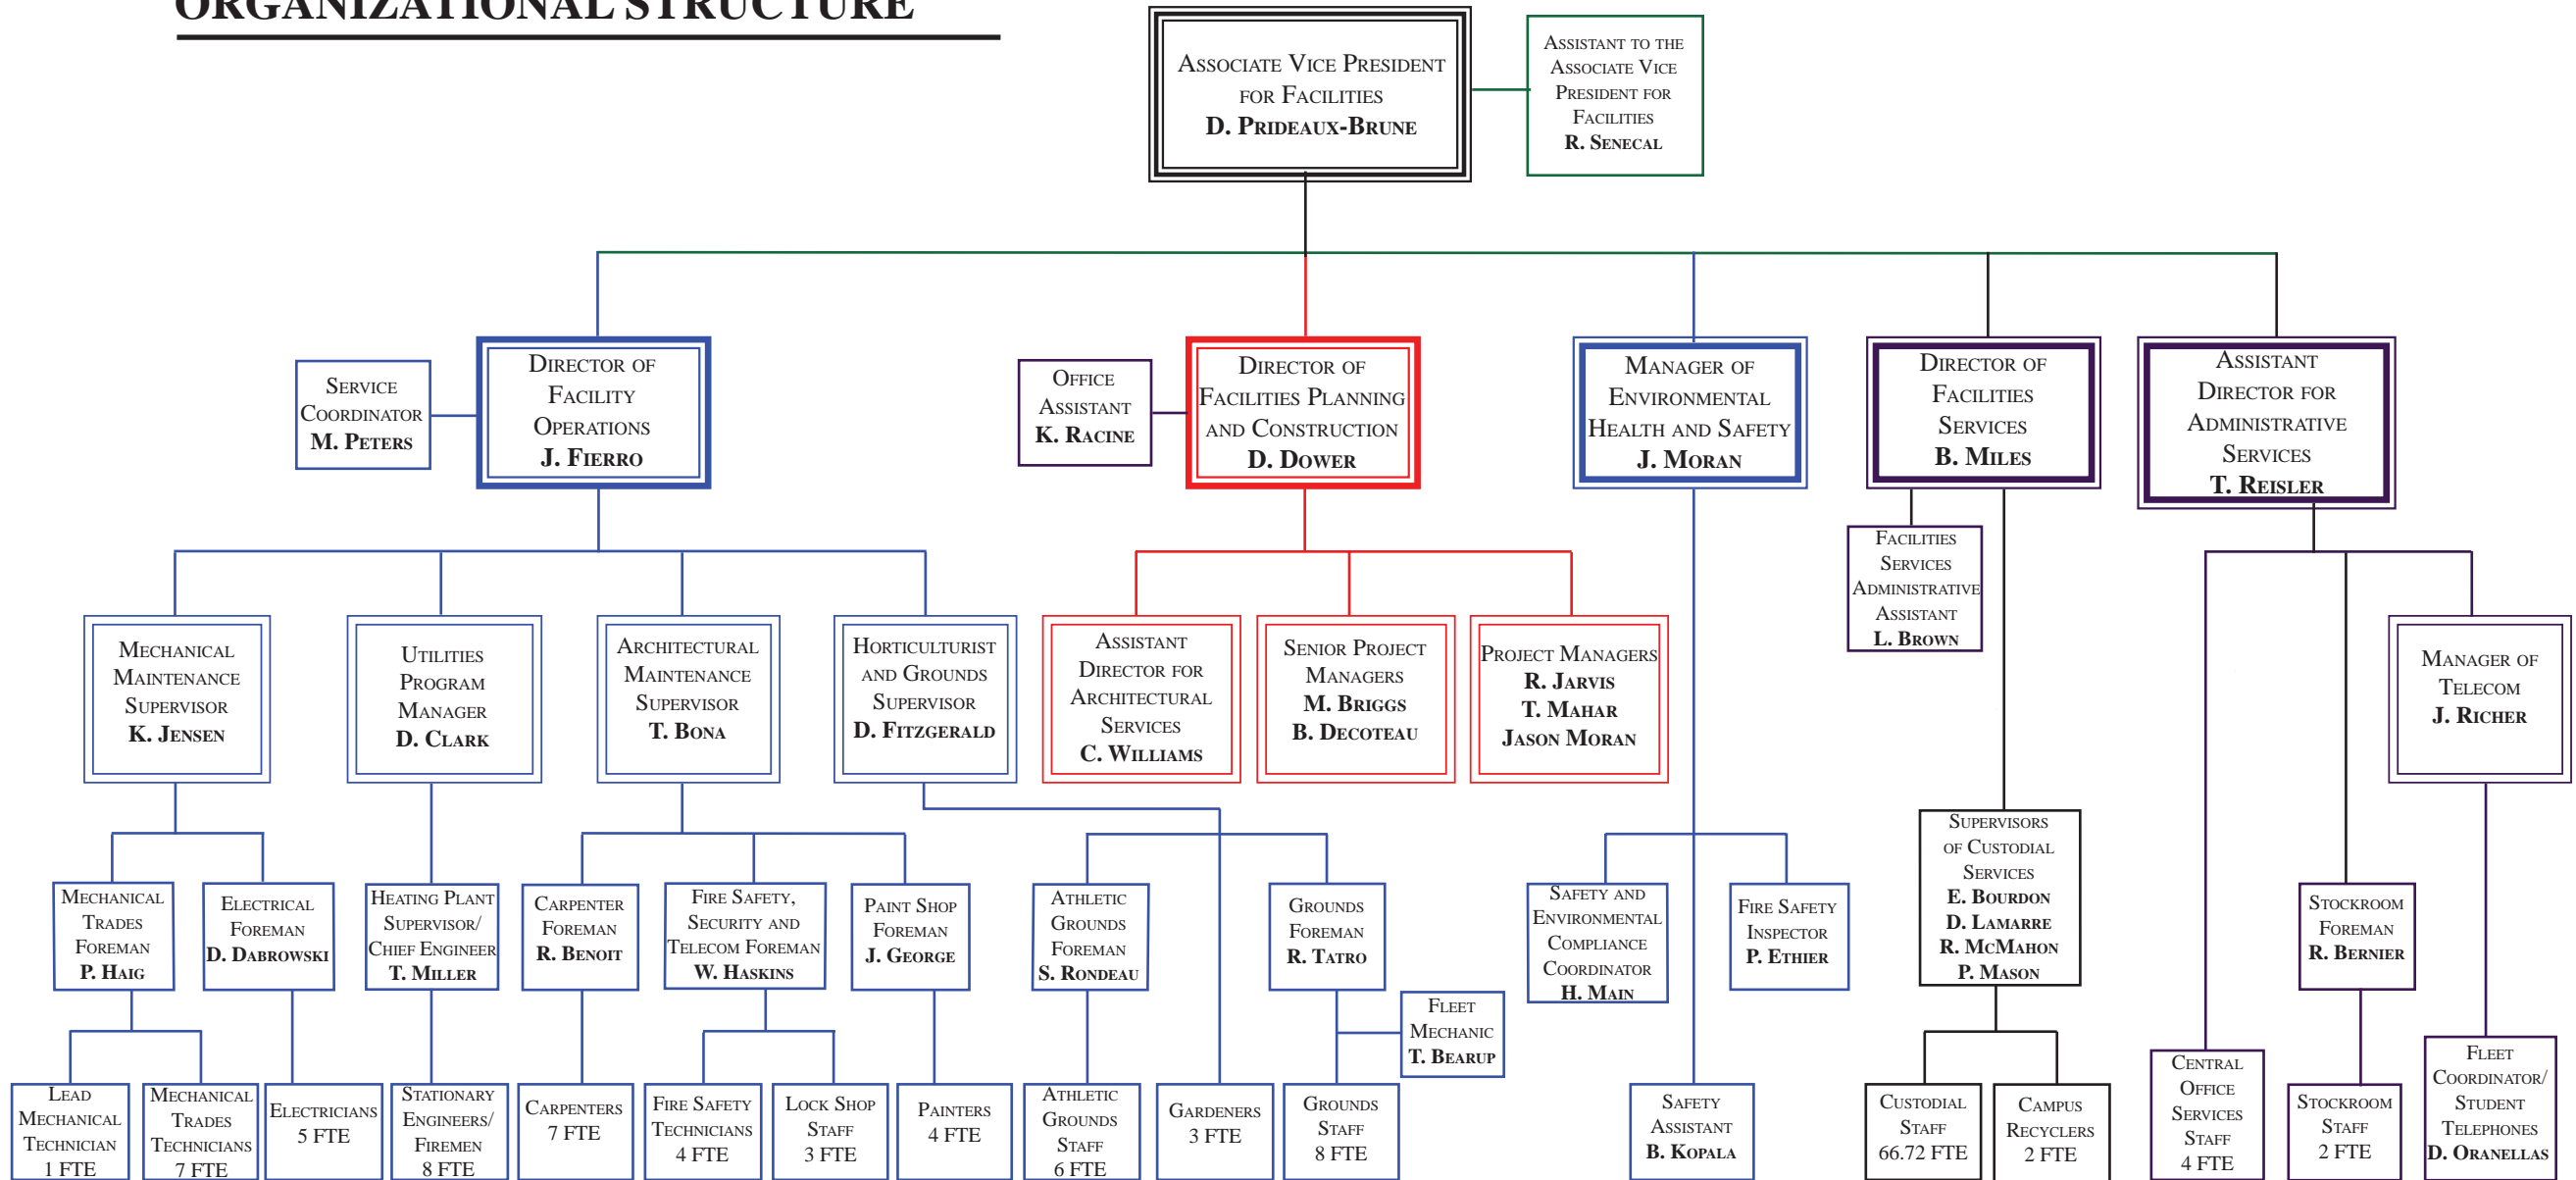 ORGANIZATIONAL STRUCTURE
ASSOCIATE VICE PRESIDENT
FOR FACILITIES
D. PRIDEAUX-BRUNE
ASSISTANT TO THE
ASSOCIATE VICE
PRESIDENT FOR
FACILITIES
R. SENECAL
SERVICE
COORDINATOR
M. PETERS
DIRECTOR OF
FACILITY
OPERATIONS
J. FIERRO
OFFICE
ASSISTANT
K. RACINE
DIRECTOR OF
FACILITIES PLANNING
AND CONSTRUCTION
D. DOWER
MANAGER OF
ENVIRONMENTAL
HEALTH AND SAFETY
J. MORAN
DIRECTOR OF
FACILITIES
SERVICES
B. MILES
ASSISTANT
DIRECTOR FOR
ADMINISTRATIVE
SERVICES
T. REISLER
FACILITIES
SERVICES
ADMINISTRATIVE
ASSISTANT
L. BROWN
MECHANICAL
MAINTENANCE
SUPERVISOR
K. JENSEN
UTILITIES
PROGRAM
MANAGER
D. CLARK
ARCHITECTURAL
MAINTENANCE
SUPERVISOR
T. BONA
HORTICULTURIST
AND GROUNDS
SUPERVISOR
D. FITZGERALD
ASSISTANT
DIRECTOR FOR
ARCHITECTURAL
SERVICES
C. WILLIAMS
SENIOR PROJECT
MANAGERS
M. BRIGGS
B. DECOTEAU
PROJECT MANAGERS
R. JARVIS
T. MAHAR
JASON MORAN
MANAGER OF
TELECOM
J. RICHER
SUPERVISORS
OF CUSTODIAL
SERVICES
E. BOURDON
D. LAMARRE
R. MCMAHON
P. MASON
MECHANICAL
TRADES
FOREMAN
P. HAIG
ELECTRICAL
FOREMAN
D. DABROWSKI
HEATING PLANT
SUPERVISOR/
CHIEF ENGINEER
T. MILLER
CARPENTER
FOREMAN
R. BENOIT
FIRE SAFETY,
SECURITY AND
TELECOM FOREMAN
W. HASKINS
PAINT SHOP
FOREMAN
J. GEORGE
ATHLETIC
GROUNDS
FOREMAN
S. RONDEAU
GROUNDS
FOREMAN
R. TATRO
SAFETY AND
ENVIRONMENTAL
COMPLIANCE
COORDINATOR
H. MAIN
FIRE SAFETY
INSPECTOR
P. ETHIER
STOCKROOM
FOREMAN
R. BERNIER
FLEET
MECHANIC
T. BEARUP
LEAD
MECHANICAL
TECHNICIAN
1 FTE
MECHANICAL
TRADES
TECHNICIANS
7 FTE
ELECTRICIANS
5 FTE
STATIONARY
ENGINEERS/
FIREMEN
8 FTE
CARPENTERS
7 FTE
FIRE SAFETY
TECHNICIANS
4 FTE
LOCK SHOP
STAFF
3 FTE
PAINTERS
4 FTE
ATHLETIC
GROUNDS
STAFF
6 FTE
GARDENERS
3 FTE
GROUNDS
STAFF
8 FTE
SAFETY
ASSISTANT
B. KOPALA
CUSTODIAL
STAFF
66.72 FTE
CAMPUS
RECYCLERS
2 FTE
CENTRAL
OFFICE
SERVICES
STAFF
4 FTE
STOCKROOM
STAFF
2 FTE
FLEET
COORDINATOR/
STUDENT
TELEPHONES
D. ORANELLAS